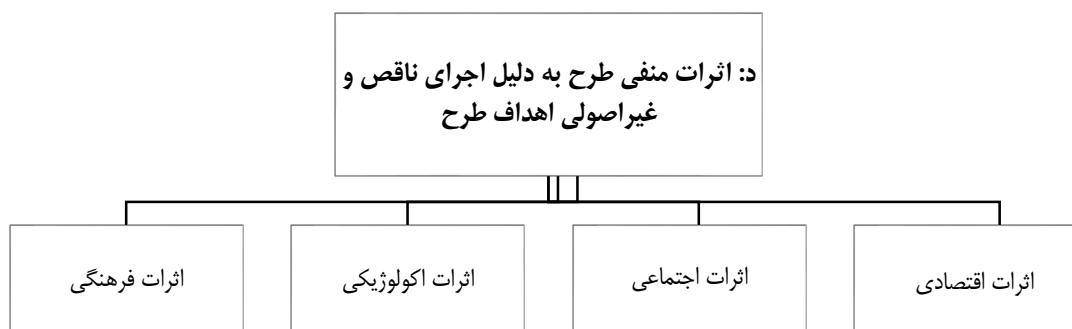 د: اثرات منفی طرح به دلیل اجرای ناقص و
غیراصولی اهداف طرح
اثرات اقتصادی
اثرات اجتماعی
اثرات اکولوژیکی
اثرات فرهنگی